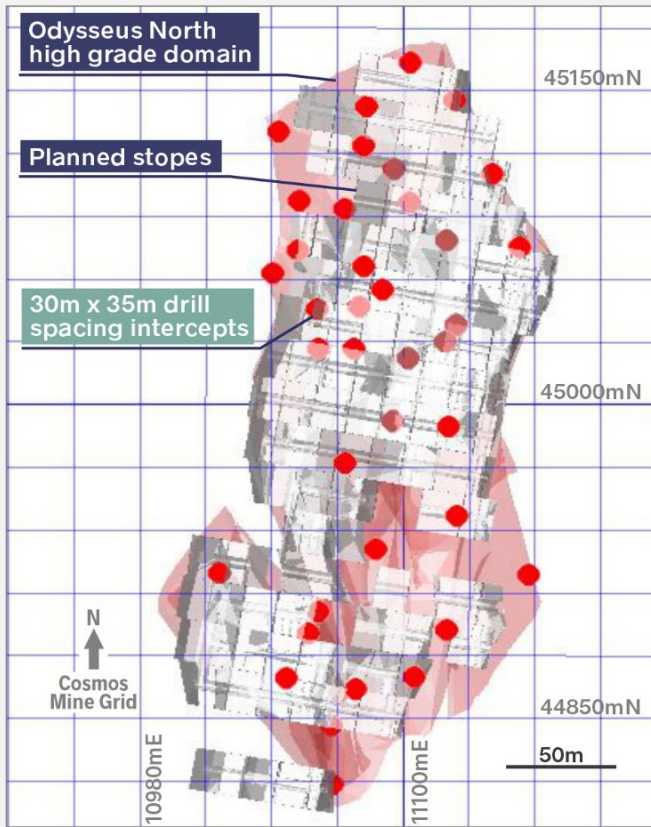 Odysseus North
high grade domain
45150mN
Planned stopes
30m x 35m drill
spacing intercepts
45000mN
N
Cosmos
Mine Grid
44850mN
10980mE
11100mE
50m